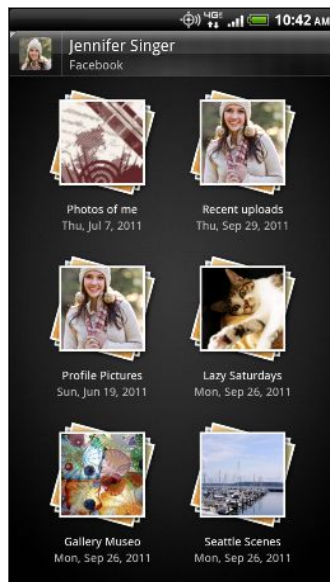 4G
10:42 AM
Jennifer Singer
Facebook
Photos of me
Thu, Jul 7, 2011
Recent uploads
Thu, Sep 29, 2011
Profile Pictures
Sun, Jun 19, 2011
Lazy Saturdays
Mon, Sep 26, 2011
Gallery Museo
Mon, Sep 26, 2011
Seattle Scenes
Mon, Sep 26, 2011